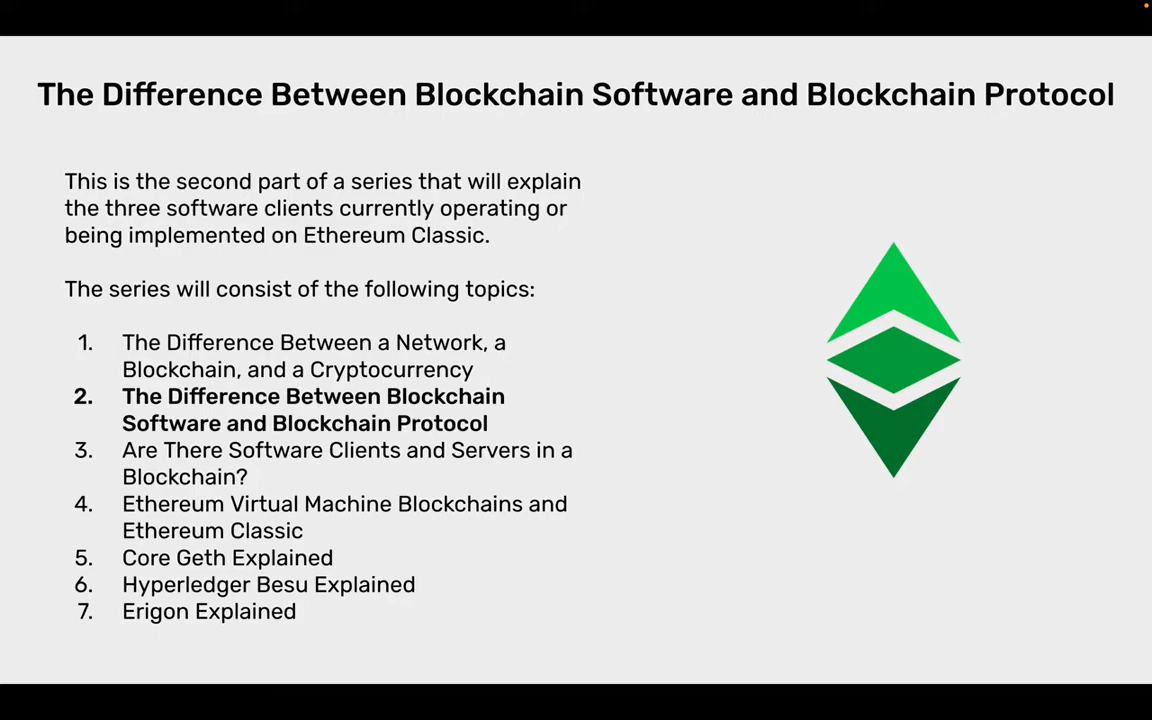 The Difference Between Blockchain Software and Blockchain Protocol
This is the second part of a series that will explain
the three software clients currently operating or
being implemented on Ethereum Classic.
The series will consist of the following topics:
1. The Difference Between a Network, a
Blockchain, and a Cryptocurrency
2. The Difference Between Blockchain
Software and Blockchain Protocol
3. Are There Software Clients and Servers in a
Blockchain?
4. Ethereum Virtual Machine Blockchains and
Ethereum Classic
5. Core Geth Explained
6. Hyperledger Besu Explained
7. Erigon Explained